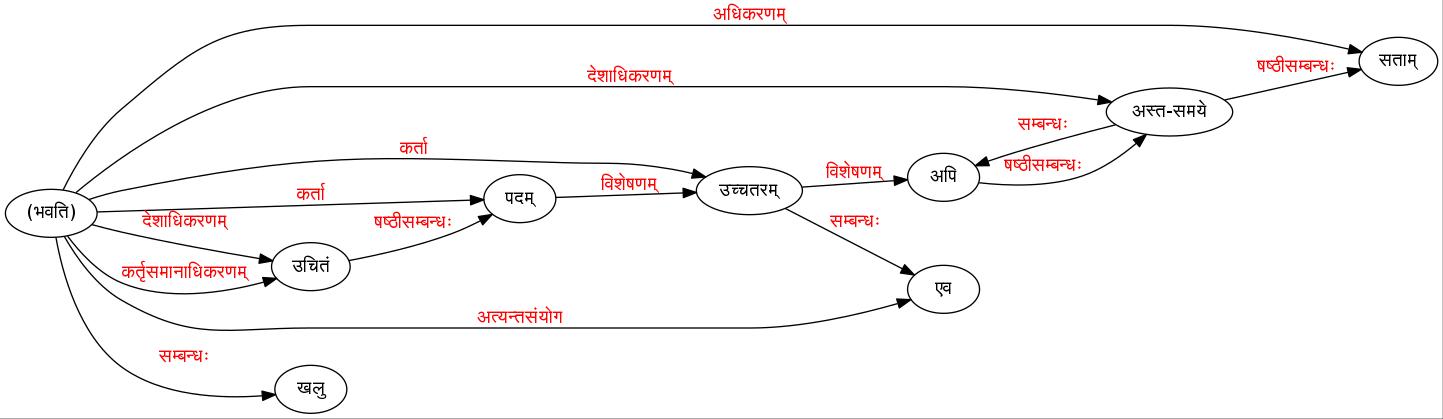 अधिकरणम्
सताम्
षष्ठीसम्बन्धः
देशाधिकरणम्
अस्त-समये
सम्बन्धः
कर्ता
षष्ठीसम्बन्धः
विशेषणम्
अपि
उच्चतरम्
विशेषणम्
कर्ता
पदम्
(भवति)
देशाधिकरणम्
षष्ठीसम्बन्धः
सम्बन्धः
उचितं
कर्तृसमानाधिकरणम्
एव
अत्यन्तसंयोग
सम्बन्धः
खलु